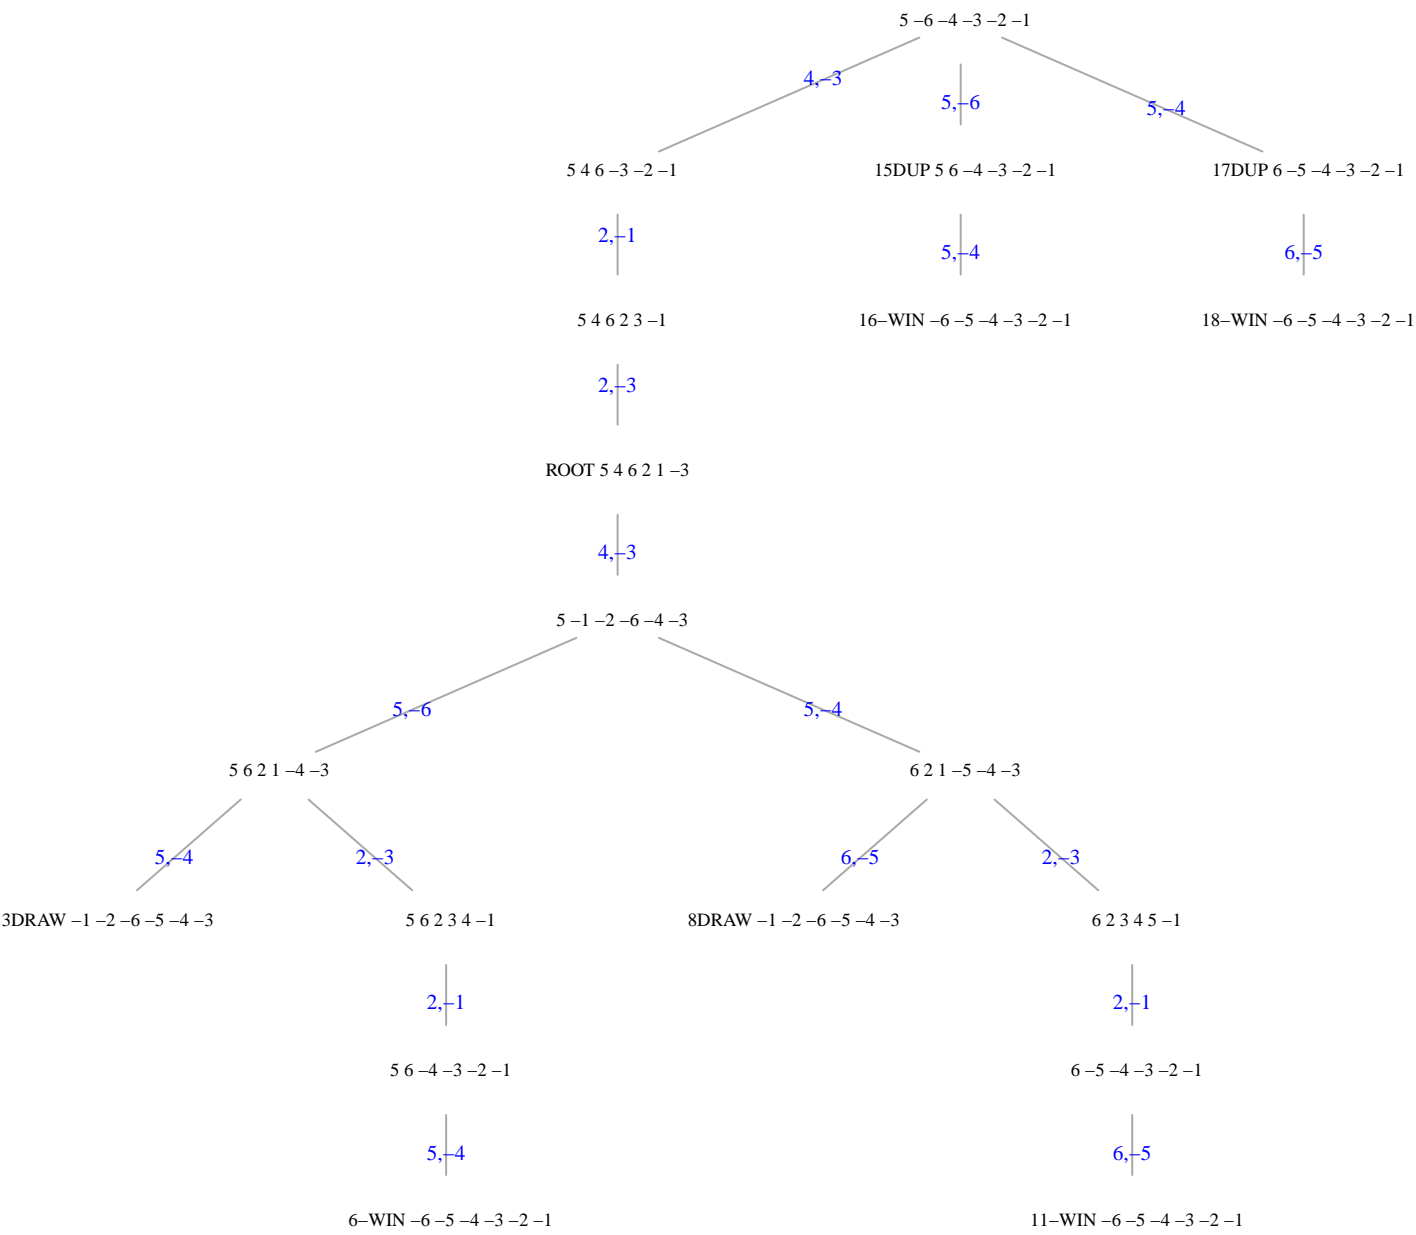 5 –6 –4 –3 –2 –1
4,–3
5,–6
5,–4
5 4 6 –3 –2 –1
15DUP 5 6 –4 –3 –2 –1
17DUP 6 –5 –4 –3 –2 –1
2,–1
5,–4
6,–5
5 4 6 2 3 –1
16–WIN –6 –5 –4 –3 –2 –1
18–WIN –6 –5 –4 –3 –2 –1
2,–3
ROOT 5 4 6 2 1 –3
4,–3
5 –1 –2 –6 –4 –3
5,–6
5,–4
5 6 2 1 –4 –3
6 2 1 –5 –4 –3
5,–4
2,–3
6,–5
2,–3
3DRAW –1 –2 –6 –5 –4 –3
5 6 2 3 4 –1
8DRAW –1 –2 –6 –5 –4 –3
6 2 3 4 5 –1
2,–1
2,–1
5 6 –4 –3 –2 –1
6 –5 –4 –3 –2 –1
5,–4
6,–5
6–WIN –6 –5 –4 –3 –2 –1
11–WIN –6 –5 –4 –3 –2 –1